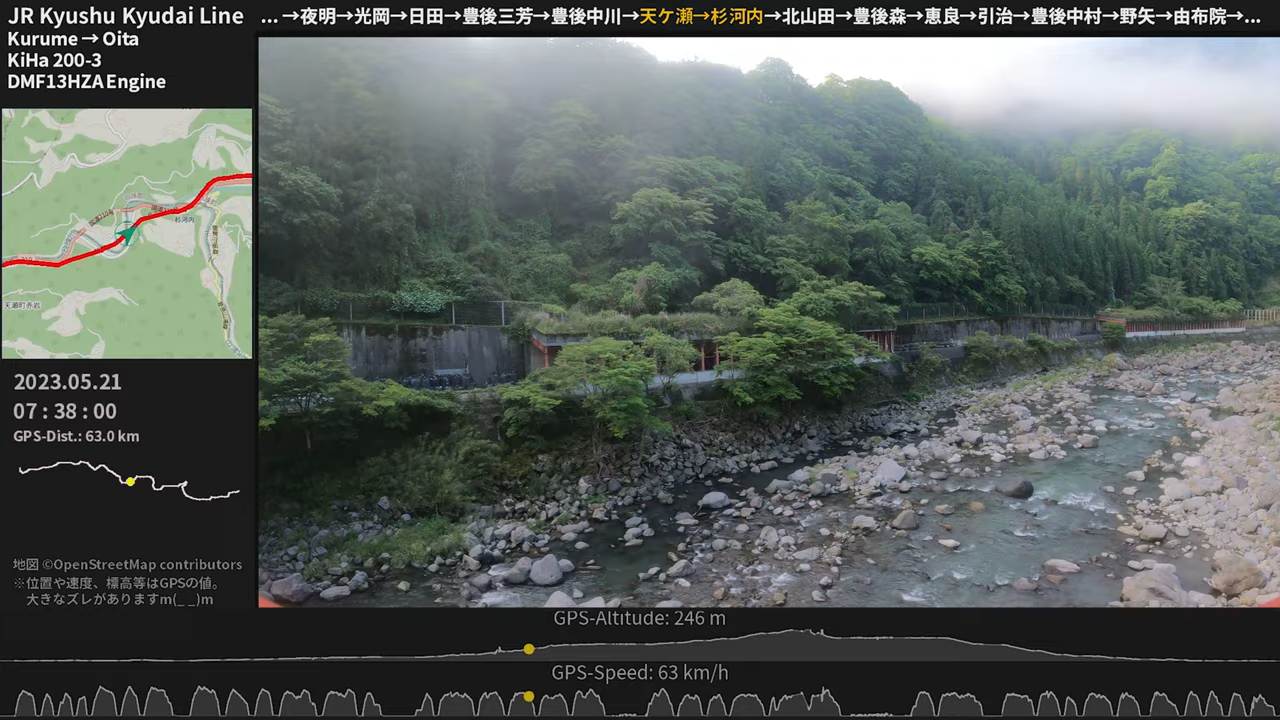 JR Kyushu Kyudai Line
Kurume → Oita
KiHa 200-3
DMF13HZA Engine
... →夜明→光岡→日田→豊後三芳→豊後中川→天ケ瀬→杉河内→北山田→豊後森→恵良→引治→豊後中村→野矢→由布院→...
杉河内
天瀬町赤岩
2023.05.21
07 : 38 : 00
GPS-Dist.: 63.0 km
地図 ©OpenStreetMap contributors
※位置や速度、標高等はGPSの値。
大きなズレがありますm(_ _)m
GPS-Altitude: 246 m
GPS-Speed: 63 km/h